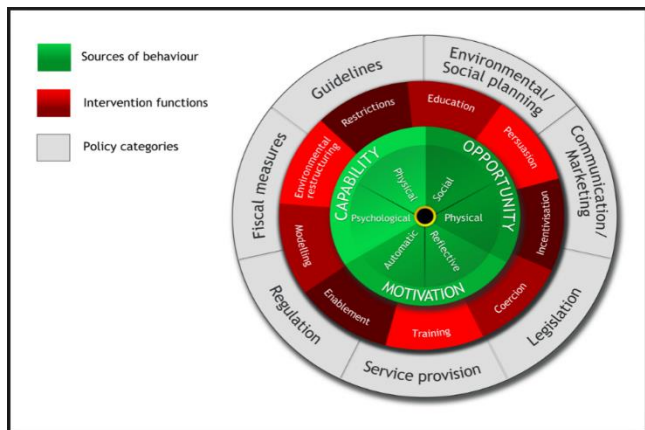 Sources of behaviour
Intervention functions
Policy categories
Guidelines
Environmental/
Social planning
Communication/
Marketing
Legislation
Service provision
Regulation
Fiscal measures
Restrictions
Education
Persuasion
Incentivisation
Coercion
Training
Enablement
Modelling
Environmental
restructuring
CAPABILITY
OPPORTUNITY
MOTIVATION
Physical
Social
Physical
Reflective
Automatic
Psychological